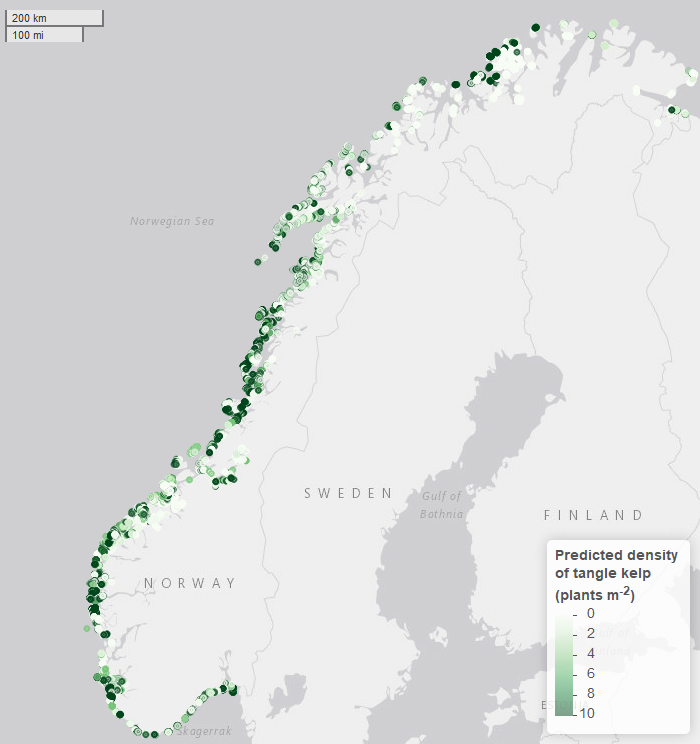 200 km
100 mi
Norwegian Sea
SWEDEN
Gulf of
Bothnia
FINLAND
NORWAY
Skagerrak
Predicted density
of tangle kelp
(plants m-2)
0
2
4
6
8
10